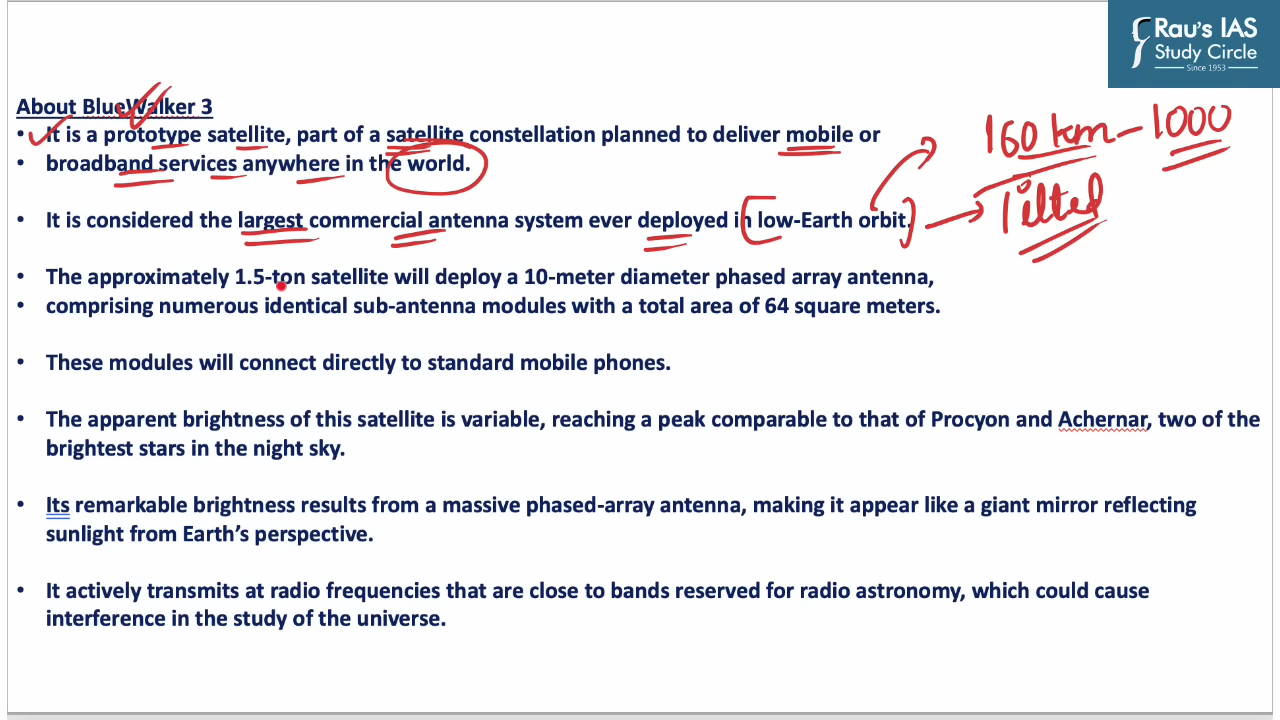 Rau's IAS
Study Circle
Since 1953
About BlueWalker 3
• It is a prototype satellite, part of a satellite constellation planned to deliver mobile or
• broadband services anywhere in the world.
160 km – 1000
• It is considered the largest commercial antenna system ever deployed in low-Earth orbit.
Tilted
• The approximately 1.5-ton satellite will deploy a 10-meter diameter phased array antenna,
• comprising numerous identical sub-antenna modules with a total area of 64 square meters.
• These modules will connect directly to standard mobile phones.
• The apparent brightness of this satellite is variable, reaching a peak comparable to that of Procyon and Achernar, two of the
brightest stars in the night sky.
• Its remarkable brightness results from a massive phased-array antenna, making it appear like a giant mirror reflecting
sunlight from Earth's perspective.
• It actively transmits at radio frequencies that are close to bands reserved for radio astronomy, which could cause
interference in the study of the universe.